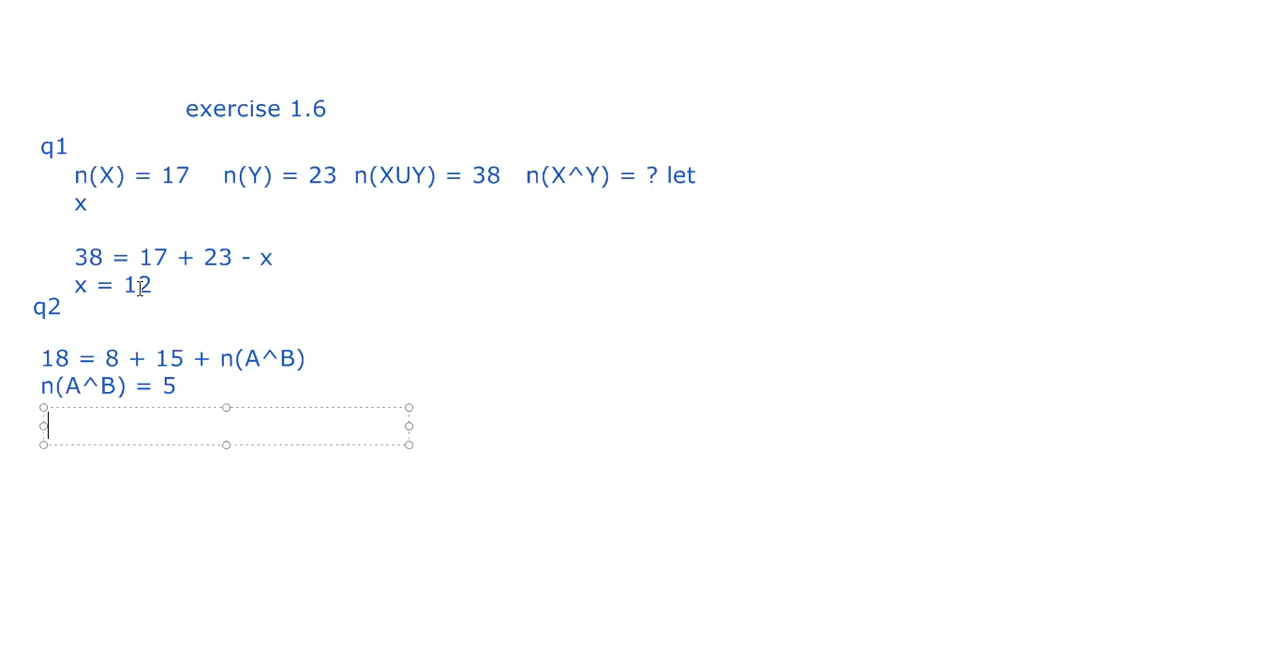 exercise 1.6
q1
n(X) = 17 n(Y) = 23 n(XUY) = 38 n(X^Y) = ? let
x
38 = 17 + 23 - x
x = 12
q2
18 = 8 + 15 + n(A^B)
n(A^B) = 5